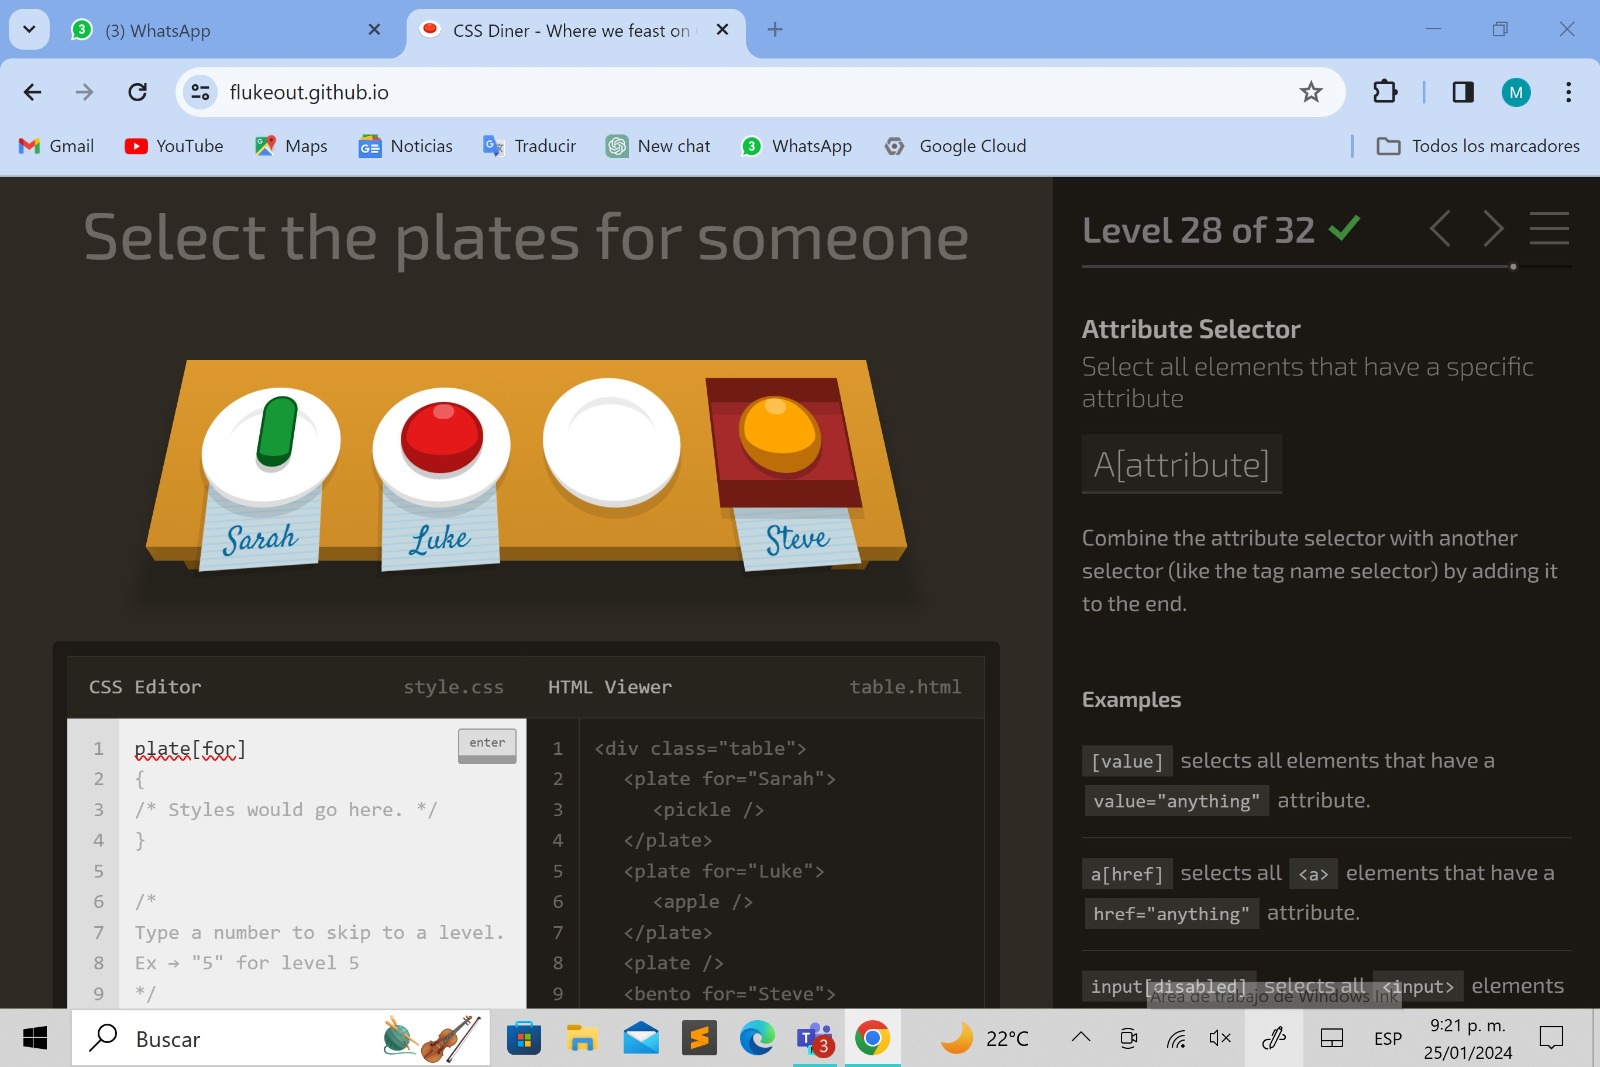 (3) WhatsApp
CSS Diner - Where we feast on
flukeout.github.io
M
Gmail YouTube Maps Noticias Traducir New chat WhatsApp Google Cloud Todos los marcadores
Select the plates for someone
Sarah Luke Steve
CSS Editor style.css HTML Viewer table.html
1 plate[for] enter
2 {
3 /* Styles would go here. */
4 }
5
6 /*
7 Type a number to skip to a level.
8 Ex → "5" for level 5
9 */
1 <div class="table">
2 <plate for="Sarah">
3 <pickle />
4 </plate>
5 <plate for="Luke">
6 <apple />
7 </plate>
8 <plate />
9 <bento for="Steve">
Level 28 of 32
Attribute Selector
Select all elements that have a specific
attribute
A[attribute]
Combine the attribute selector with another
selector (like the tag name selector) by adding it
to the end.
Examples
[value] selects all elements that have a
value="anything" attribute.
a[href] selects all <a> elements that have a
href="anything" attribute.
input[disabled] selects all <input> elements
Área de trabajo de Windows Ink
Buscar 3 22°C ESP 9:21 p. m.
25/01/2024